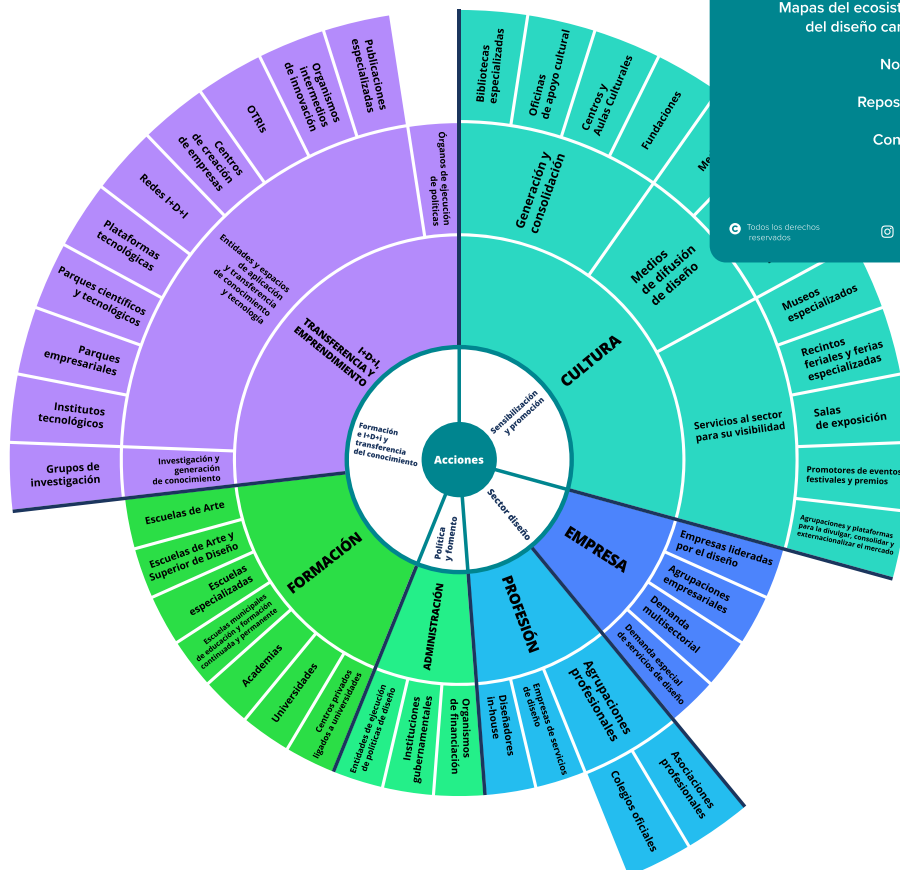 Mapas del ecosist
del diseño car
No
Repos
Con
Todos los derechos
reservados
Acciones
Sensibilización
y promoción
Sector diseño
Política
y fomento
Formación
e I+D+i y
transferencia
del conocimiento
CULTURA
Generación y
consolidación
Bibliotecas
especializadas
Oficinas
de apoyo cultural
Centros y
Aulas Culturales
Fundaciones
Medios
de difusión
de diseño
Me
Servicios al sector
para su visibilidad
Museos
especializados
Recintos
feriales y ferias
especializadas
Salas
de exposición
Promotores de eventos
festivales y premios
Agrupaciones y plataformas
para la divulgar, consolidar y
externacionalizar el mercado
EMPRESA
Empresas lideradas
por el diseño
Agrupaciones
empresariales
Demanda
multisectorial
Demanda especial
de servicios de diseño
PROFESIÓN
Agrupaciones
profesionales
Asociaciones
profesionales
Colegios oficiales
Empresas de servicios
de diseño
Diseñadores
in-house
ADMINISTRACIÓN
Organismos
de financiación
Instituciones
gubernamentales
Entidades de ejecución
de políticas de diseño
FORMACIÓN
Centros privados
ligados a universidades
Universidades
Academias
Escuelas municipales
de educación y formación
continuada y permanente
Escuelas
especializadas
Escuelas de Arte y
Superior de Diseño
Escuelas de Arte
I+D+I,
TRANSFERENCIA Y
EMPRENDIMIENTO
Investigación y
generación
de conocimiento
Grupos de
investigación
Entidades y espacios
de aplicación
y transferencia
de conocimiento
y tecnología
Institutos
tecnológicos
Parques
empresariales
Parques científicos
y tecnológicos
Plataformas
tecnológicas
Redes I+D+I
Centros
de creación
de empresas
OTRIs
Organismos
intermedios
de innovación
Publicaciones
especializadas
Órganos de ejecución
de políticas